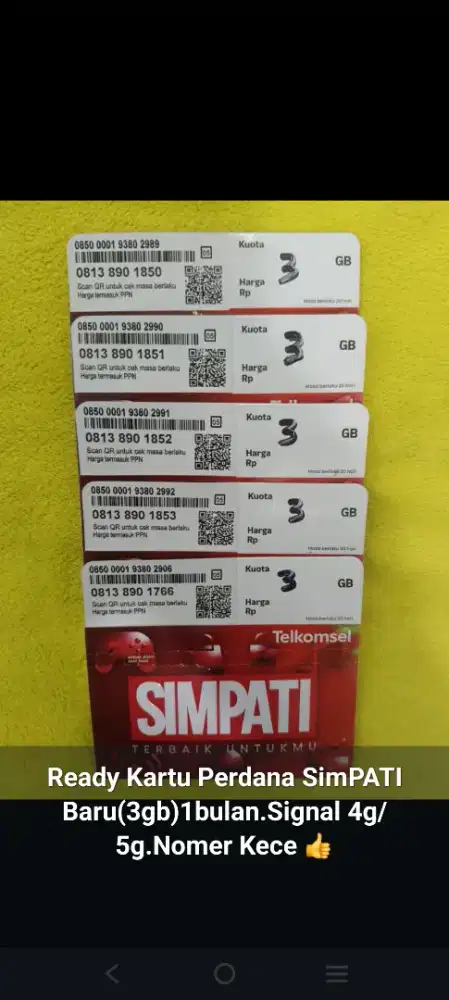 0850 0001 9380 2989
05
Kuota
3
GB
0813 890 1850
Scan QR untuk cek masa berlaku
Harga termasuk PPN
Harga
Rp
0850 0001 9380 2990
05
Kuota
3
GB
0813 890 1851
Scan QR untuk cek masa berlaku
Harga termasuk PPN
Harga
Rp
0850 0001 9380 2991
05
Kuota
3
GB
0813 890 1852
Scan QR untuk cek masa berlaku
Harga termasuk PPN
Harga
Rp
0850 0001 9380 2992
05
Kuota
3
GB
0813 890 1853
Scan QR untuk cek masa berlaku
Harga termasuk PPN
Harga
Rp
0850 0001 9380 2906
05
Kuota
3
GB
0813 890 1766
Scan QR untuk cek masa berlaku
Harga termasuk PPN
Harga
Rp
Telkomsel
SIMPATI
TERBAIK UNTUKMU
Ready Kartu Perdana SimPATI
Baru(3gb)1bulan.Signal 4g/
5g.Nomer Kece 👍